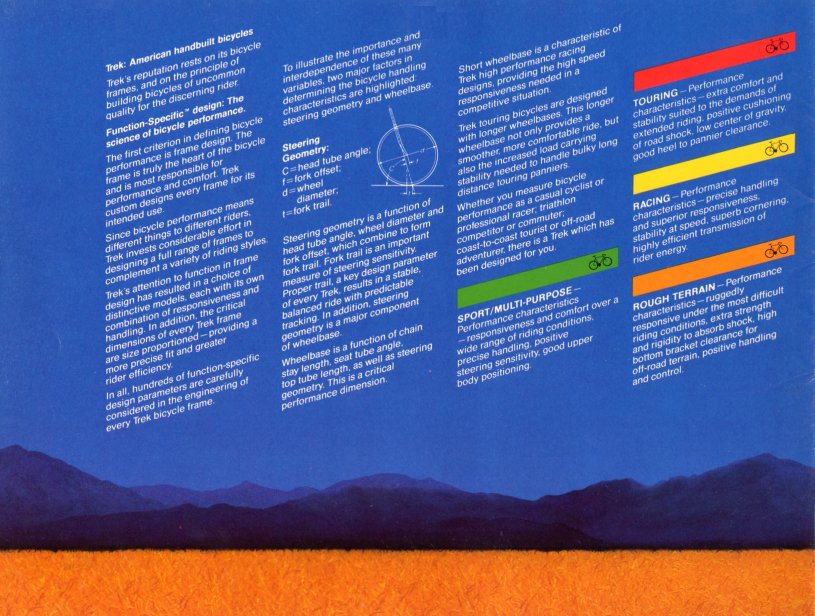 Trek: American handbuilt bicycles
Trek's reputation rests on its bicycle
frames, and on the principle of
building bicycles of uncommon
quality for the discerning rider.
Function-Specific™ design: The
science of bicycle performance.
The first criterion in defining bicycle
performance is frame design. The
frame is truly the heart of the bicycle
and is most responsible for
performance and comfort. Trek
custom designs every frame for its
intended use.
Since bicycle performance means
different things to different riders,
Trek invests considerable effort in
designing a full range of frames to
complement a variety of riding styles.
Trek's attention to function in frame
design has resulted in a choice of
distinctive models, each with its own
combination of responsiveness and
handling. In addition, the critical
dimensions of every Trek frame
are size proportioned – providing a
more precise fit and greater
rider efficiency.
In all, hundreds of function-specific
design parameters are carefully
considered in the engineering of
every Trek bicycle frame.
To illustrate the importance and
interdependence of these many
variables, two major factors in
determining the bicycle handling
characteristics are highlighted:
steering geometry and wheelbase.
Steering
Geometry:
C = head tube angle;
f = fork offset;
d = wheel
diameter;
t = fork trail.
Steering geometry is a function of
head tube angle, wheel diameter and
fork offset, which combine to form
fork trail. Fork trail is an important
measure of steering sensitivity.
Proper trail, a key design parameter
of every Trek, results in a stable,
balanced ride with predictable
tracking. In addition, steering
geometry is a major component
of wheelbase.
Wheelbase is a function of chain
stay length, seat tube angle,
top tube length, as well as steering
geometry. This is a critical
performance dimension.
Short wheelbase is a characteristic of
Trek high performance racing
designs, providing the high speed
responsiveness needed in a
competitive situation.
Trek touring bicycles are designed
with longer wheelbases. This longer
wheelbase not only provides a
smoother, more comfortable ride, but
also the increased load carrying
stability needed to handle bulky long
distance touring panniers.
Whether you measure bicycle
performance as a casual cyclist or
professional racer; triathlon
competitor or commuter;
coast-to-coast tourist or off-road
adventurer, there is a Trek which has
been designed for you.
SPORT/MULTI-PURPOSE –
Performance characteristics
– responsiveness and comfort over a
wide range of riding conditions,
precise handling, positive
steering sensitivity, good upper
body positioning.
TOURING – Performance
characteristics – extra comfort and
stability suited to the demands of
extended riding, positive cushioning
of road shock, low center of gravity,
good heel to pannier clearance.
RACING – Performance
characteristics – precise handling
and superior responsiveness,
stability at speed, superb cornering,
highly efficient transmission of
rider energy.
ROUGH TERRAIN – Performance
characteristics – ruggedly
responsive under the most difficult
riding conditions, extra strength
and rigidity to absorb shock, high
bottom bracket clearance for
off-road terrain, positive handling
and control.